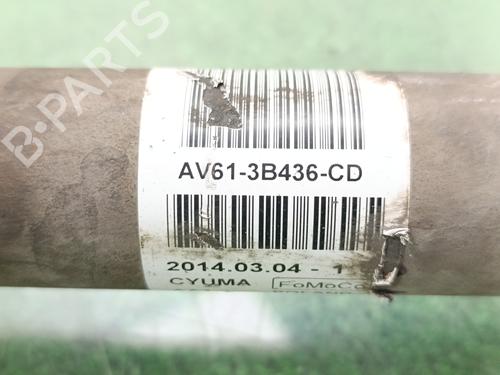 B-PARTS
AV61-3B436-CD
2014.03.04 - 1
CYUMA FoMoCo